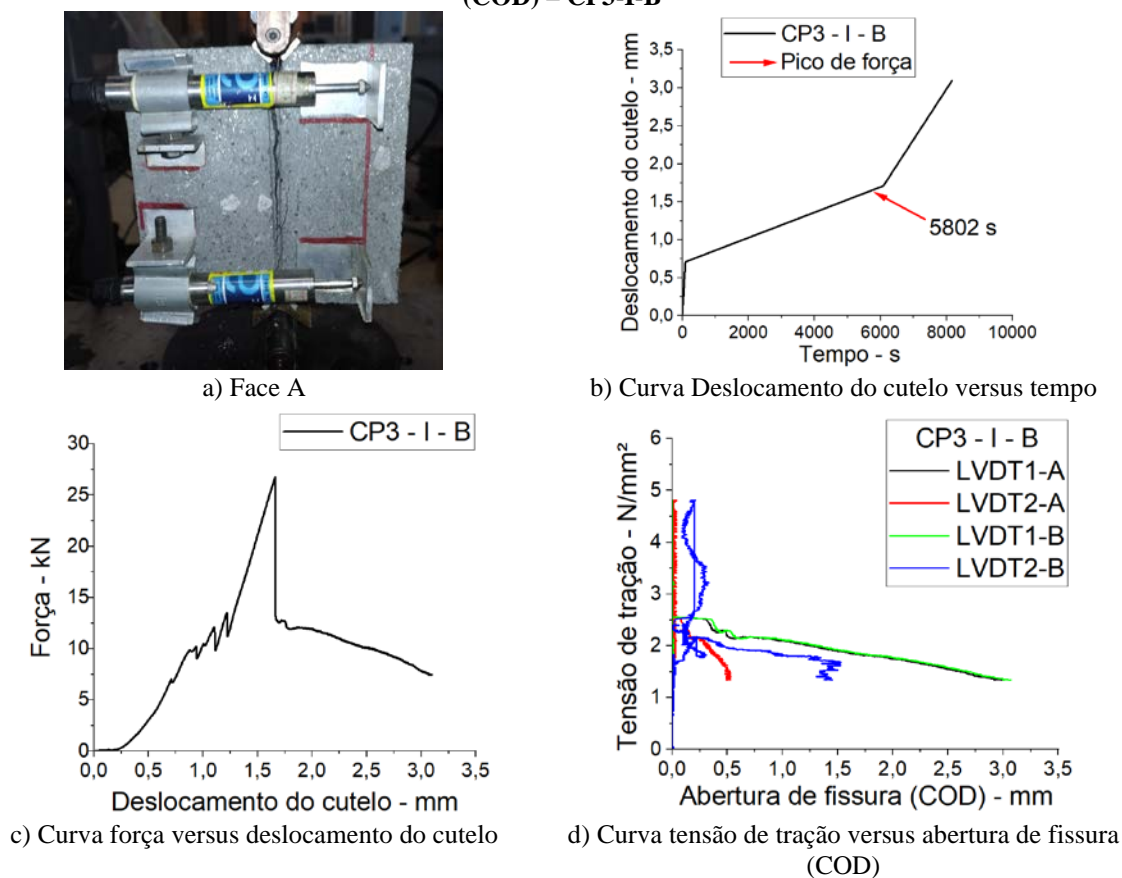 (COD) – CP3-I-B
a) Face A
CP3 - I - B
Pico de força
Deslocamento do cutelo - mm
3,5
3,0
2,5
2,0
1,5
1,0
0,5
0,0
5802 s
0 2000 4000 6000 8000 10000
Tempo - s
b) Curva Deslocamento do cutelo versus tempo
CP3 - I - B
Força - kN
30
25
20
15
10
5
0
0,0 0,5 1,0 1,5 2,0 2,5 3,0 3,5
Deslocamento do cutelo - mm
c) Curva força versus deslocamento do cutelo
CP3 - I - B
LVDT1-A
LVDT2-A
LVDT1-B
LVDT2-B
Tensão de tração - N/mm²
6
5
4
3
2
1
0
0,0 0,5 1,0 1,5 2,0 2,5 3,0 3,5
Abertura de fissura (COD) - mm
d) Curva tensão de tração versus abertura de fissura
(COD)